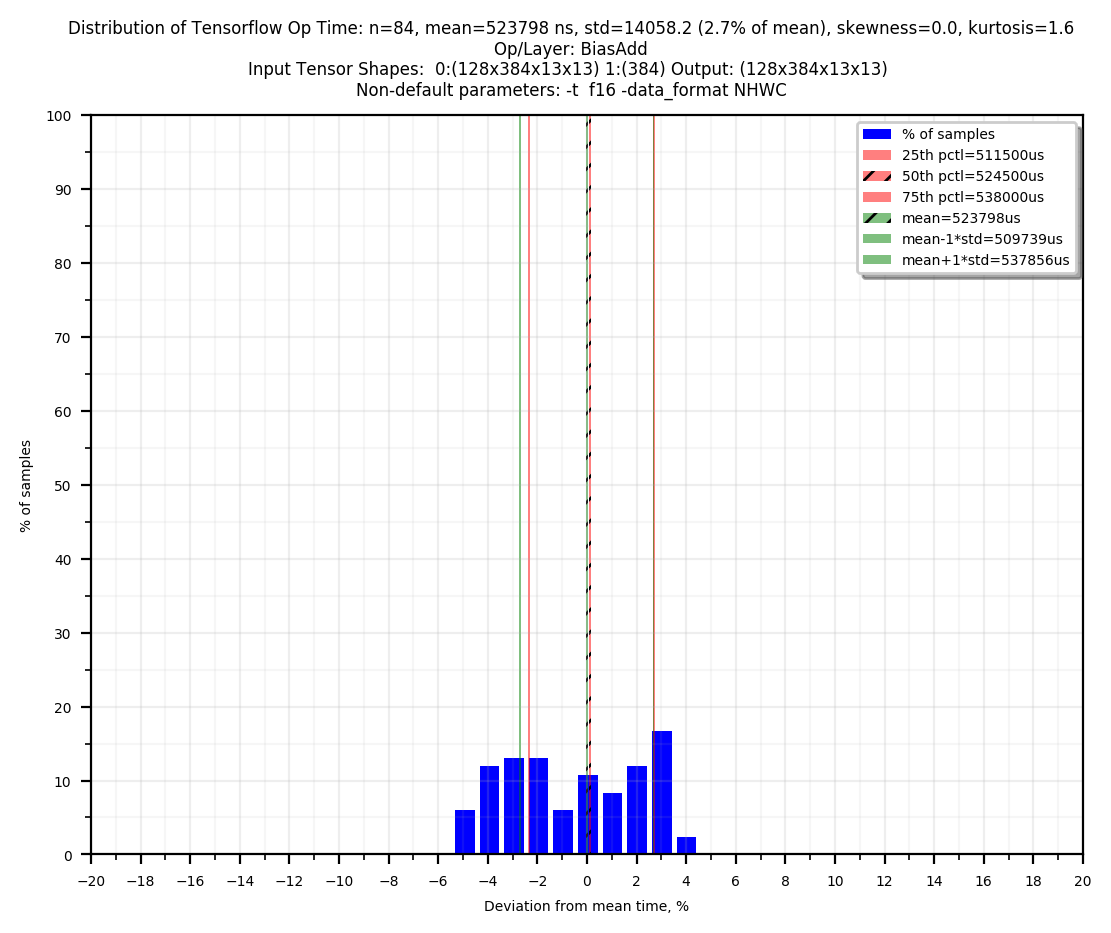 Distribution of Tensorflow Op Time: n=84, mean=523798 ns, std=14058.2 (2.7% of mean), skewness=0.0, kurtosis=1.6
Op/Layer: BiasAdd
Input Tensor Shapes:  0:(128x384x13x13) 1:(384) Output: (128x384x13x13)
Non-default parameters: -t  f16 -data_format NHWC
% of samples
25th pctl=511500us
50th pctl=524500us
75th pctl=538000us
mean=523798us
mean-1*std=509739us
mean+1*std=537856us
100
90
80
70
60
50
40
30
20
10
0
% of samples
−20 −18 −16 −14 −12 −10 −8 −6 −4 −2 0 2 4 6 8 10 12 14 16 18 20
Deviation from mean time, %